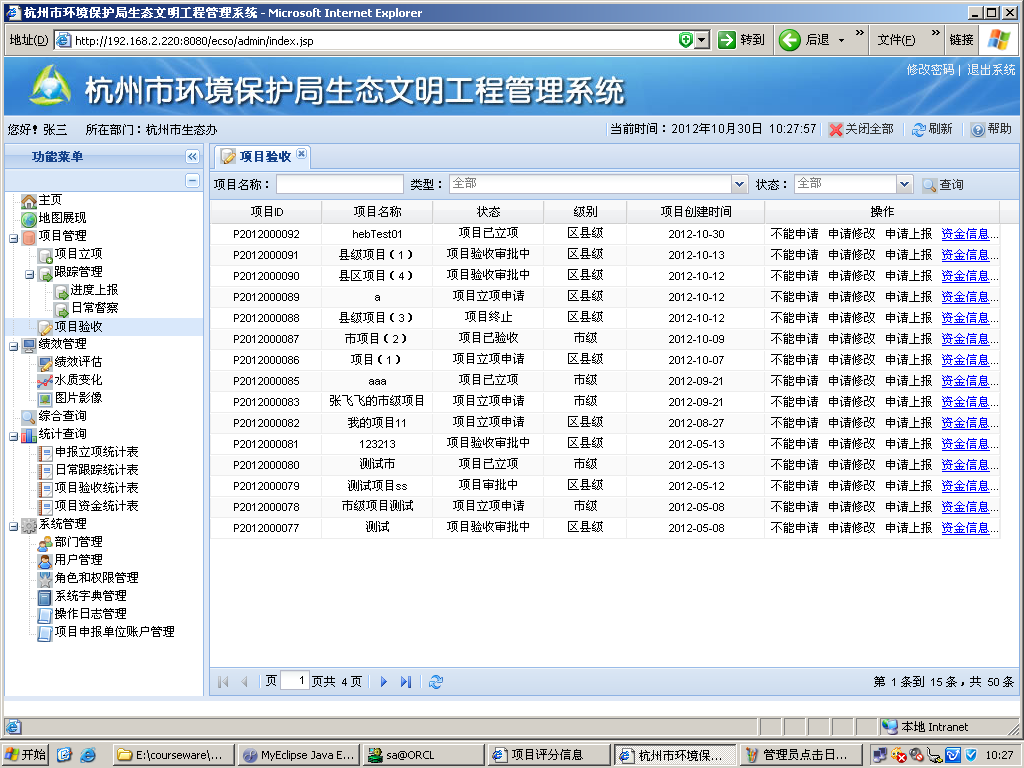 杭州市环境保护局生态文明工程管理系统 - Microsoft Internet Explorer
地址(D) http://192.168.2.220:8080/ecso/admin/index.jsp 转到 后退 » 文件(F) » 链接
修改密码 | 退出系统
杭州市环境保护局生态文明工程管理系统
您好! 张三 所在部门：杭州市生态办 当前时间：2012年10月30日 10:27:57 关闭全部 刷新 帮助
功能菜单
主页
地图展现
项目管理
项目立项
跟踪管理
进度上报
日常督察
项目验收
绩效管理
绩效评估
水质变化
图片影像
综合查询
统计查询
申报立项统计表
日常跟踪统计表
项目验收统计表
项目资金统计表
系统管理
部门管理
用户管理
角色和权限管理
系统字典管理
操作日志管理
项目申报单位账户管理
项目验收
项目名称： 类型： 全部 状态： 全部 查询
项目ID 项目名称 状态 级别 项目创建时间 操作
P2012000092 hebTest01 项目已立项 区县级 2012-10-30 不能申请 申请修改 申请上报 资金信息...
P2012000091 县级项目（1） 项目验收审批中 区县级 2012-10-13 不能申请 申请修改 申请上报 资金信息...
P2012000090 县区项目（4） 项目验收审批中 区县级 2012-10-12 不能申请 申请修改 申请上报 资金信息...
P2012000089 a 项目立项申请 区县级 2012-10-12 不能申请 申请修改 申请上报 资金信息...
P2012000088 县级项目（3） 项目终止 区县级 2012-10-12 不能申请 申请修改 申请上报 资金信息...
P2012000087 市项目（2） 项目已验收 市级 2012-10-09 不能申请 申请修改 申请上报 资金信息...
P2012000086 项目（1） 项目立项申请 区县级 2012-10-07 不能申请 申请修改 申请上报 资金信息...
P2012000085 aaa 项目已立项 市级 2012-09-21 不能申请 申请修改 申请上报 资金信息...
P2012000083 张飞飞的市级项目 项目立项申请 市级 2012-09-21 不能申请 申请修改 申请上报 资金信息...
P2012000082 我的项目11 项目立项申请 区县级 2012-08-27 不能申请 申请修改 申请上报 资金信息...
P2012000081 123213 项目验收审批中 区县级 2012-05-13 不能申请 申请修改 申请上报 资金信息...
P2012000080 测试市 项目已立项 市级 2012-05-13 不能申请 申请修改 申请上报 资金信息...
P2012000079 测试项目ss 项目审批中 区县级 2012-05-12 不能申请 申请修改 申请上报 资金信息...
P2012000078 市级项目测试 项目立项申请 市级 2012-05-08 不能申请 申请修改 申请上报 资金信息...
P2012000077 测试 项目验收审批中 区县级 2012-05-08 不能申请 申请修改 申请上报 资金信息...
页 1 页共 4 页 第 1 条到 15 条，共 50 条
本地 Intranet
开始 E:\courseware\... MyEclipse Java E... sa@ORCL 项目评分信息 杭州市环境保... 管理员点击日... 10:27